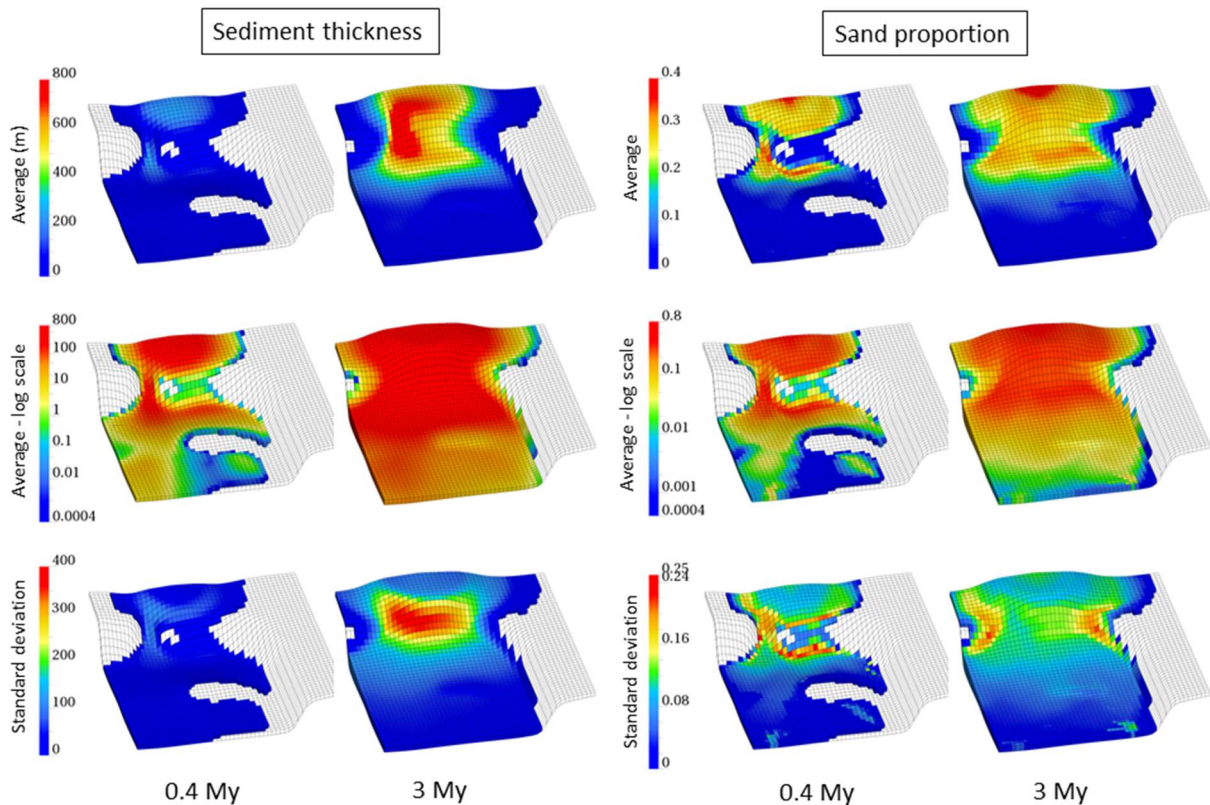 Sediment thickness
Sand proportion
Average (m)
800
600
400
200
0
Average
0.4
0.3
0.2
0.1
0
Average - log scale
800
100
10
1
0.1
0.01
0.0004
Average - log scale
0.8
0.1
0.01
0.001
0.0004
Standard deviation
400
300
200
100
0
Standard deviation
0.25
0.24
0.16
0.08
0
0.4 My
3 My
0.4 My
3 My